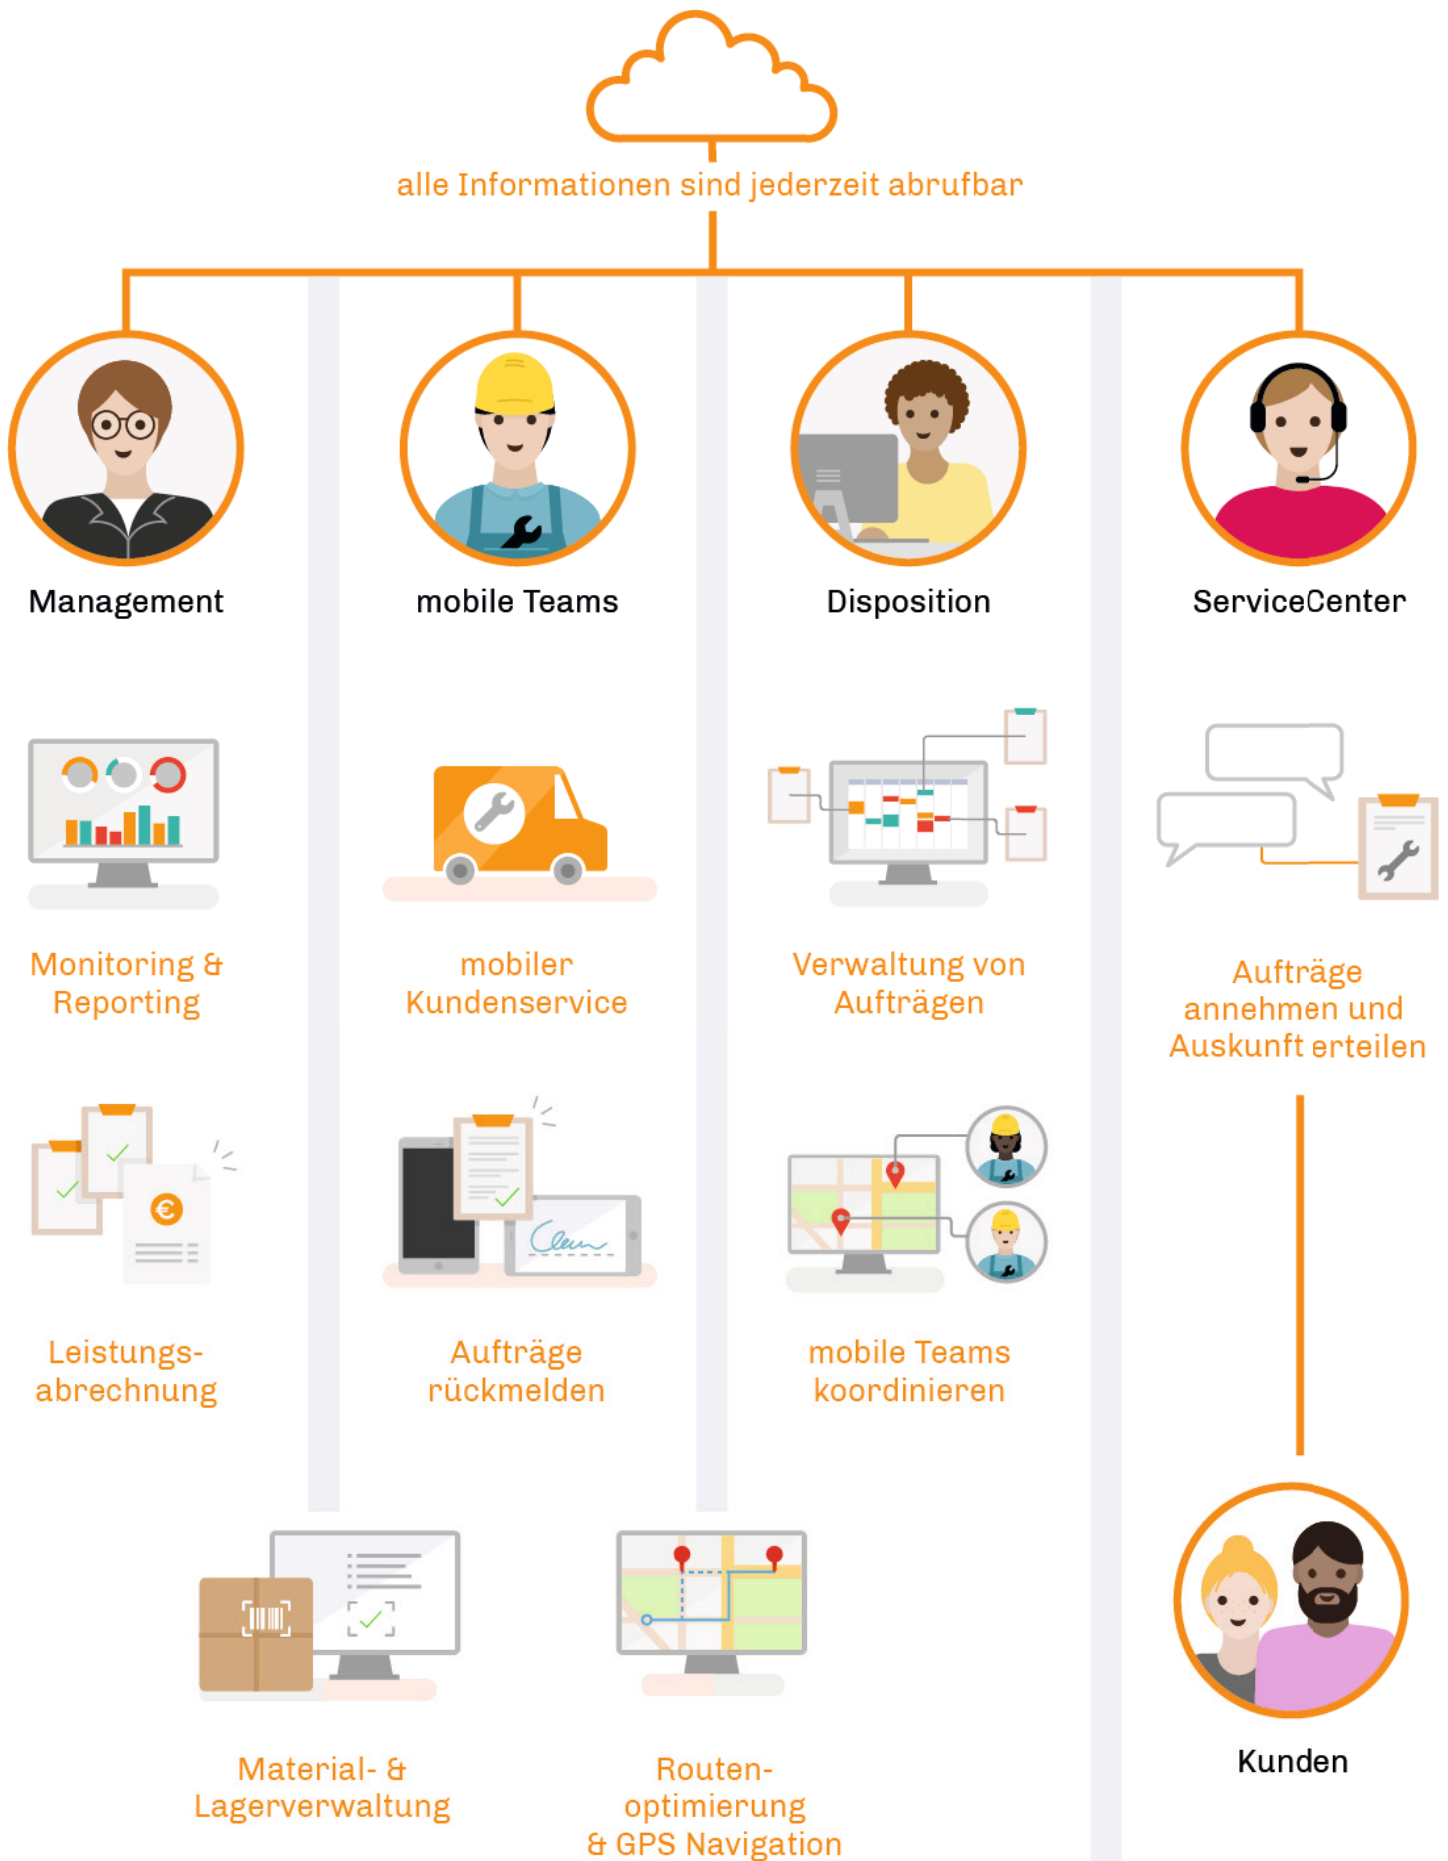 alle Informationen sind jederzeit abrufbar
Management
mobile Teams
Disposition
ServiceCenter
Monitoring &
Reporting
mobiler
Kundenservice
Verwaltung von
Aufträgen
Aufträge
annehmen und
Auskunft erteilen
Leistungs-
abrechnung
Aufträge
rückmelden
mobile Teams
koordinieren
Material- &
Lagerverwaltung
Routen-
optimierung
& GPS Navigation
Kunden